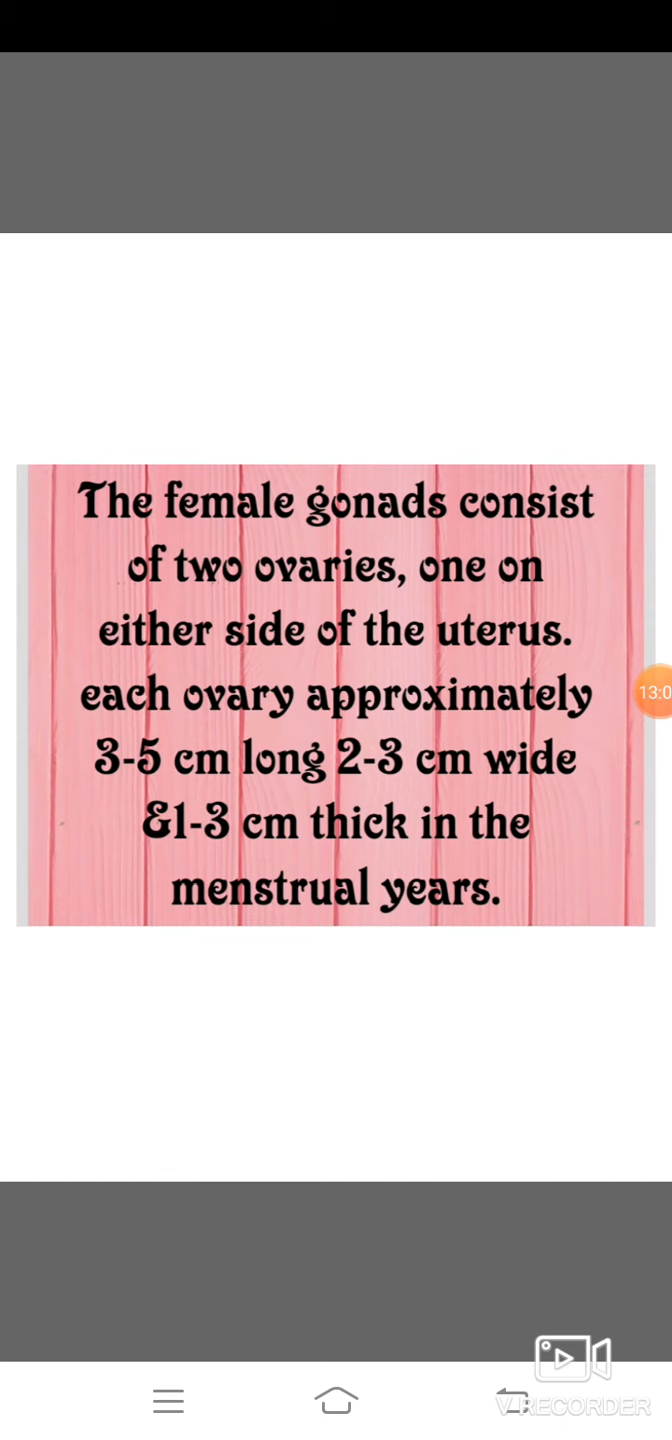 The female gonads consist
of two ovaries, one on
either side of the uterus.
each ovary approximately
3-5 cm long 2-3 cm wide
&1-3 cm thick in the
menstrual years.
13:0
V RECORDER